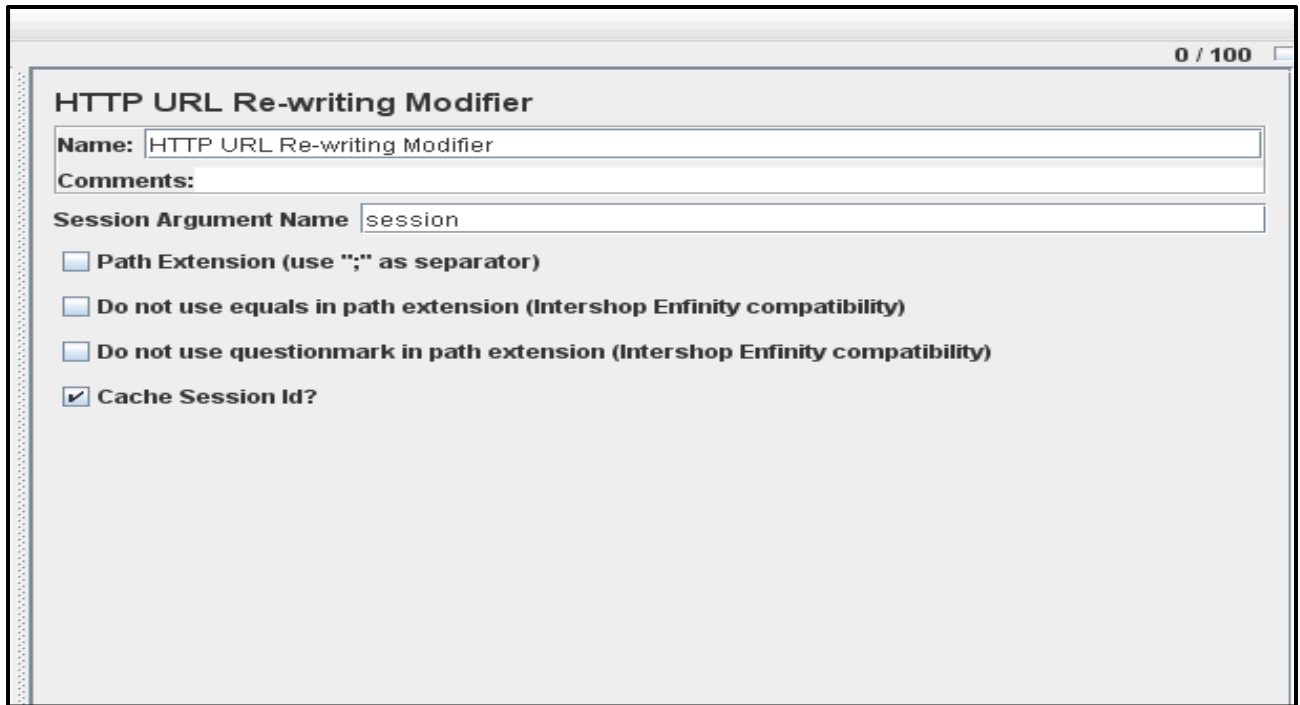 0 / 100
HTTP URL Re-writing Modifier
Name: HTTP URL Re-writing Modifier
Comments:
Session Argument Name session
Path Extension (use ";" as separator)
Do not use equals in path extension (Intershop Enfinity compatibility)
Do not use questionmark in path extension (Intershop Enfinity compatibility)
Cache Session Id?